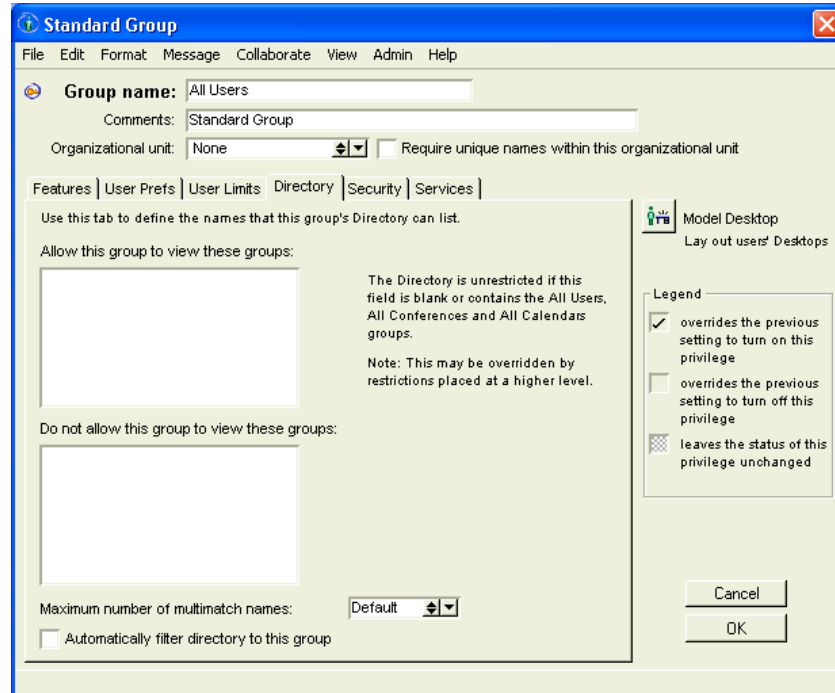 Standard Group
File Edit Format Message Collaborate View Admin Help
Group name: All Users
Comments: Standard Group
Organizational unit: None Require unique names within this organizational unit
Features User Prefs User Limits Directory Security Services
Use this tab to define the names that this group's Directory can list.
Allow this group to view these groups:
The Directory is unrestricted if this
field is blank or contains the All Users,
All Conferences and All Calendars
groups.
Note: This may be overridden by
restrictions placed at a higher level.
Do not allow this group to view these groups:
Maximum number of multimatch names: Default
Automatically filter directory to this group
Model Desktop
Lay out users' Desktops
Legend
overrides the previous
setting to turn on this
privilege
overrides the previous
setting to turn off this
privilege
leaves the status of this
privilege unchanged
Cancel
OK